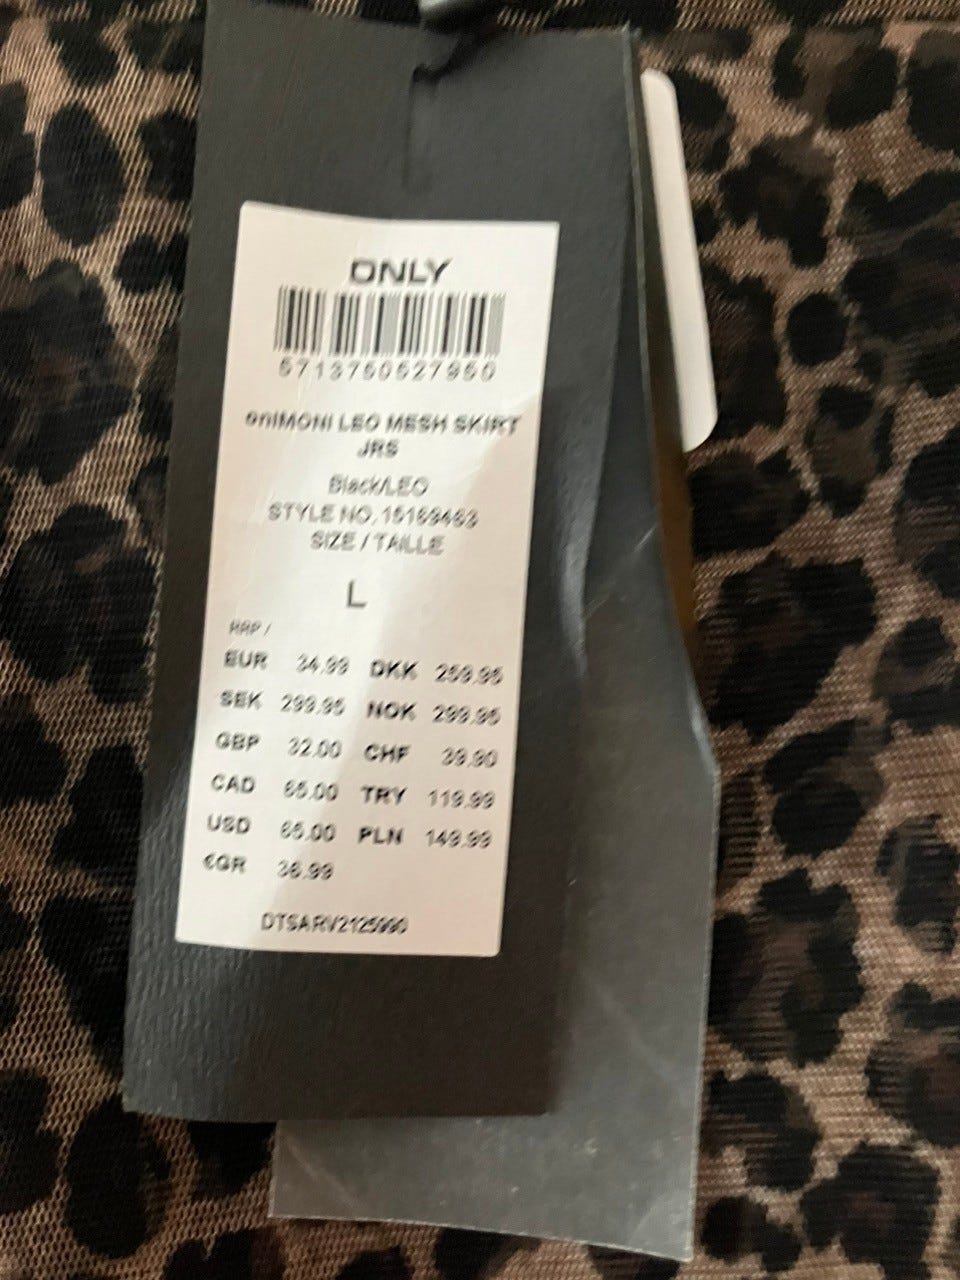 ONLY
5713750527950
onlMONI LEO MESH SKIRT
JRS
Black/LEO
STYLE NO. 15169463
SIZE / TAILLE
L
RRP /
EUR 34.99 DKK 259.95
SEK 299.95 NOK 299.95
GBP 32.00 CHF 39.90
CAD 65.00 TRY 119.99
USD 65.00 PLN 149.99
€GR 36.99
DTSARV2125990